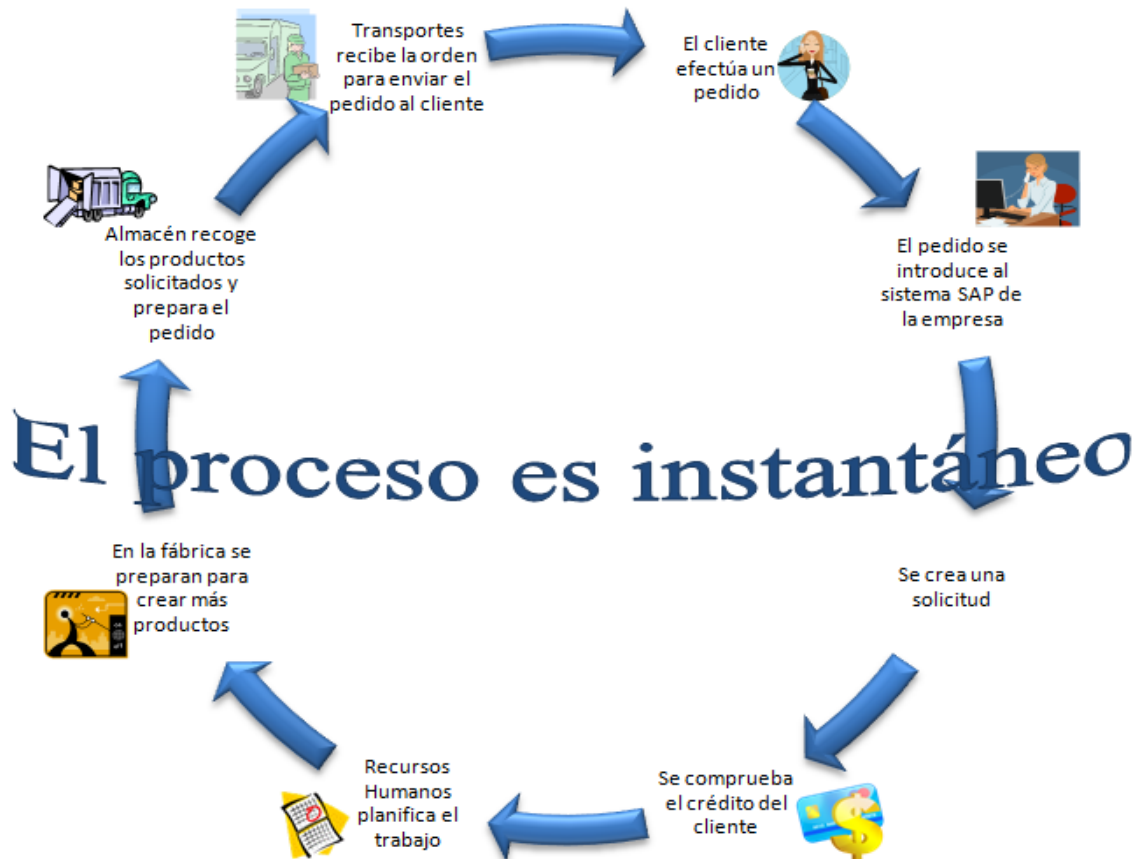 Transportes
recibe la orden
para enviar el
pedido al cliente
El cliente
efectúa un
pedido
El pedido se
introduce al
sistema SAP de
la empresa
Se crea una
solicitud
Se comprueba
el crédito del
cliente
Recursos
Humanos
planifica el
trabajo
En la fábrica se
preparan para
crear más
productos
Almacén recoge
los productos
solicitados y
prepara el
pedido
El proceso es instantáneo